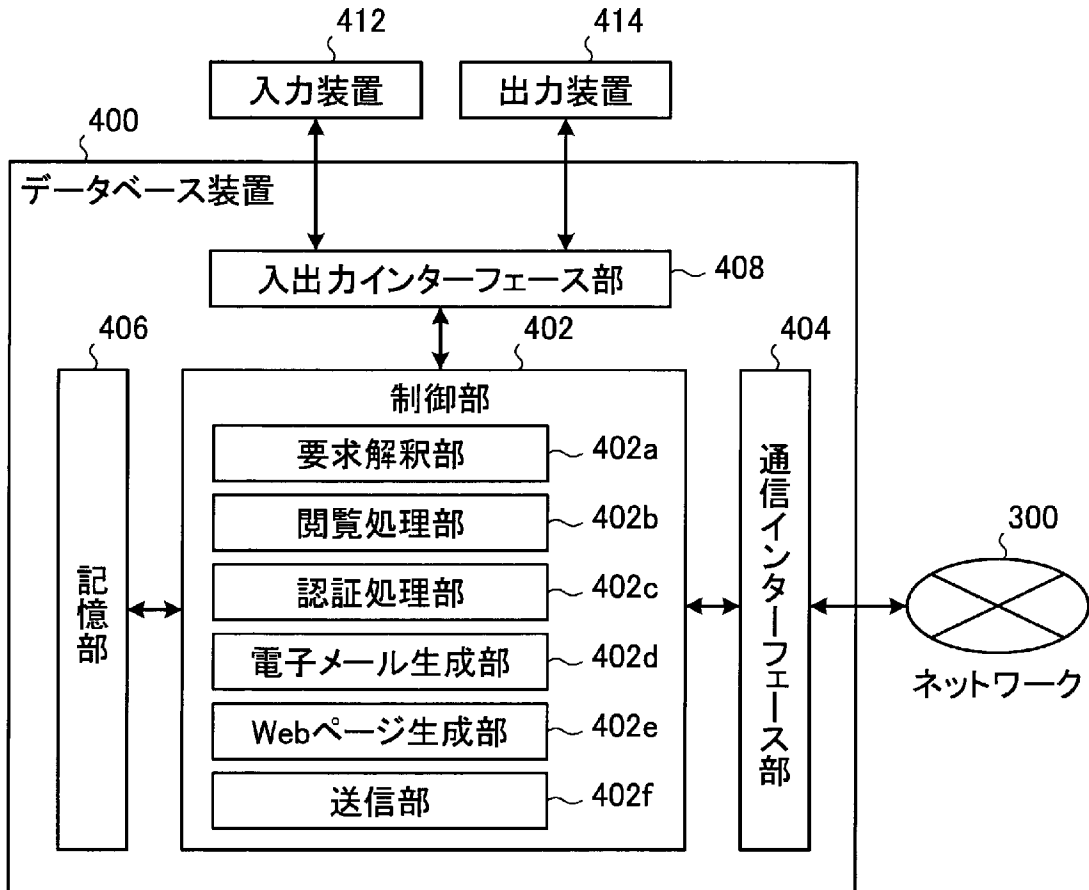 412
414
入力装置
出力装置
400
データベース装置
入出力インターフェース部
408
406
402
404
制御部
要求解釈部
402a
閲覧処理部
402b
認証処理部
402c
電子メール生成部
402d
Webページ生成部
402e
送信部
402f
記憶部
通信インターフェース部
300
ネットワーク